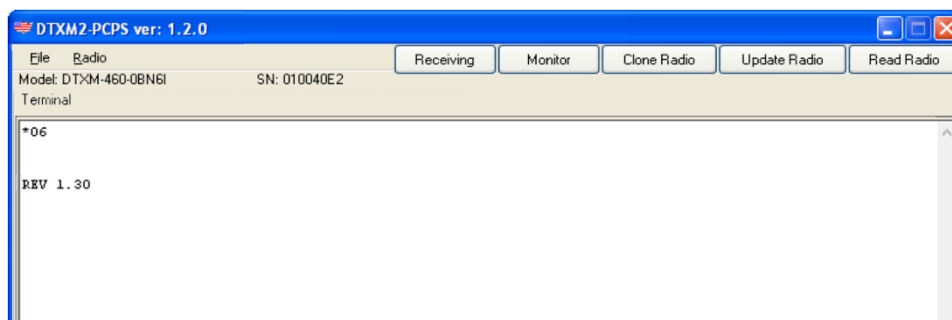 DTXM2-PCPS ver: 1.2.0
File Radio Receiving Monitor Clone Radio Update Radio Read Radio
Model: DTXM-460-0BN6I SN: 010040E2
Terminal
*06
REV 1.30